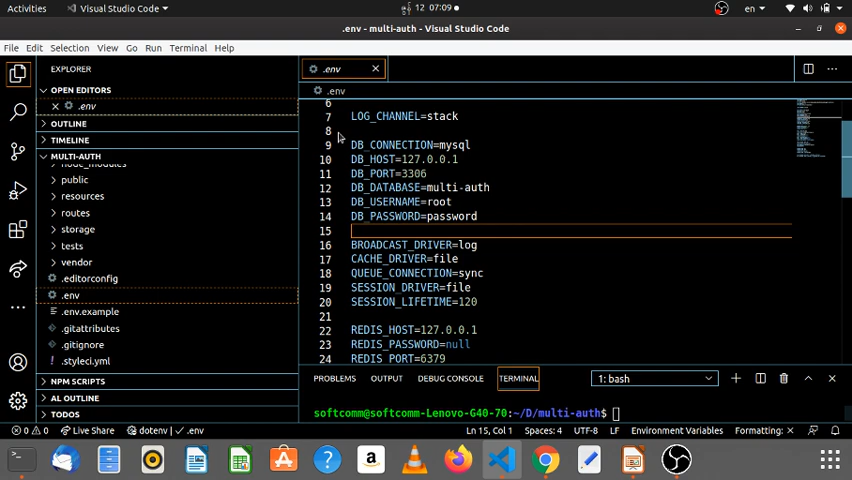 Activities
Visual Studio Code
12 07:09
en
.env - multi-auth - Visual Studio Code
File Edit Selection View Go Run Terminal Help
EXPLORER
OPEN EDITORS
.env
OUTLINE
TIMELINE
MULTI-AUTH
node_modules
public
resources
routes
storage
tests
vendor
.editorconfig
.env
.env.example
.gitattributes
.gitignore
.styleci.yml
NPM SCRIPTS
AL OUTLINE
TODOS
.env
.env
6
7 LOG_CHANNEL=stack
8
9 DB_CONNECTION=mysql
10 DB_HOST=127.0.0.1
11 DB_PORT=3306
12 DB_DATABASE=multi-auth
13 DB_USERNAME=root
14 DB_PASSWORD=password
15
16 BROADCAST_DRIVER=log
17 CACHE_DRIVER=file
18 QUEUE_CONNECTION=sync
19 SESSION_DRIVER=file
20 SESSION_LIFETIME=120
21
22 REDIS_HOST=127.0.0.1
23 REDIS_PASSWORD=null
24 REDIS_PORT=6379
PROBLEMS OUTPUT DEBUG CONSOLE TERMINAL 1: bash
softcomm@softcomm-Lenovo-G40-70:~/D/multi-auth$
0 0 Live Share dotenv | .env Ln 15, Col 1 Spaces: 4 UTF-8 LF Environment Variables Formatting: